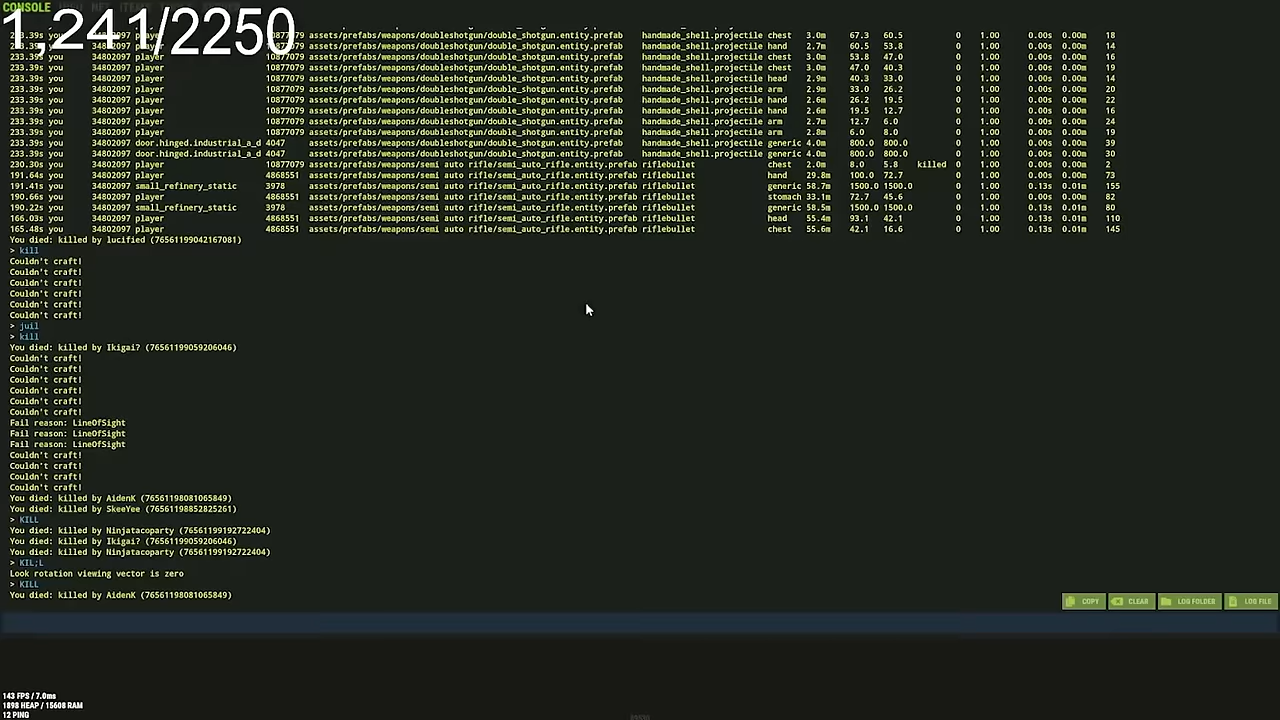 CONSOLE
1,241/2250
233.39s you 34802097 player 10877079 assets/prefabs/weapons/doubleshotgun/double_shotgun.entity.prefab handmade_shell.projectile chest 3.0m 67.3 60.5 0 1.00 0.00s 0.00m 18
233.39s you 34802097 player 10877079 assets/prefabs/weapons/doubleshotgun/double_shotgun.entity.prefab handmade_shell.projectile hand 2.7m 60.5 53.8 0 1.00 0.00s 0.00m 14
233.39s you 34802097 player 10877079 assets/prefabs/weapons/doubleshotgun/double_shotgun.entity.prefab handmade_shell.projectile chest 3.0m 53.8 47.0 0 1.00 0.00s 0.00m 16
233.39s you 34802097 player 10877079 assets/prefabs/weapons/doubleshotgun/double_shotgun.entity.prefab handmade_shell.projectile chest 3.0m 47.0 40.3 0 1.00 0.00s 0.00m 19
233.39s you 34802097 player 10877079 assets/prefabs/weapons/doubleshotgun/double_shotgun.entity.prefab handmade_shell.projectile head 2.9m 40.3 33.0 0 1.00 0.00s 0.00m 14
233.39s you 34802097 player 10877079 assets/prefabs/weapons/doubleshotgun/double_shotgun.entity.prefab handmade_shell.projectile arm 2.9m 33.0 26.2 0 1.00 0.00s 0.00m 20
233.39s you 34802097 player 10877079 assets/prefabs/weapons/doubleshotgun/double_shotgun.entity.prefab handmade_shell.projectile hand 2.6m 26.2 19.5 0 1.00 0.00s 0.00m 22
233.39s you 34802097 player 10877079 assets/prefabs/weapons/doubleshotgun/double_shotgun.entity.prefab handmade_shell.projectile hand 2.6m 19.5 12.7 0 1.00 0.00s 0.00m 16
233.39s you 34802097 player 10877079 assets/prefabs/weapons/doubleshotgun/double_shotgun.entity.prefab handmade_shell.projectile arm 2.7m 12.7 6.0 0 1.00 0.00s 0.00m 24
233.39s you 34802097 player 10877079 assets/prefabs/weapons/doubleshotgun/double_shotgun.entity.prefab handmade_shell.projectile arm 2.8m 6.0 8.0 0 1.00 0.00s 0.00m 19
233.39s you 34802097 door.hinged.industrial_a_d 4047 assets/prefabs/weapons/doubleshotgun/double_shotgun.entity.prefab handmade_shell.projectile generic 4.0m 800.0 800.0 0 1.00 0.00s 0.00m 39
233.39s you 34802097 door.hinged.industrial_a_d 4047 assets/prefabs/weapons/doubleshotgun/double_shotgun.entity.prefab handmade_shell.projectile generic 4.0m 800.0 800.0 0 1.00 0.00s 0.00m 30
230.30s you 34802097 player 10877079 assets/prefabs/weapons/semi auto rifle/semi_auto_rifle.entity.prefab riflebullet chest 2.0m 8.0 5.8 killed 0 1.00 0.00s 0.00m 2
191.64s you 34802097 player 4868551 assets/prefabs/weapons/semi auto rifle/semi_auto_rifle.entity.prefab riflebullet hand 29.8m 100.0 72.7 0 1.00 0.00s 0.00m 73
191.41s you 34802097 small_refinery_static 3978 assets/prefabs/weapons/semi auto rifle/semi_auto_rifle.entity.prefab riflebullet generic 58.7m 1500.0 1500.0 0 1.00 0.13s 0.01m 155
190.66s you 34802097 player 4868551 assets/prefabs/weapons/semi auto rifle/semi_auto_rifle.entity.prefab riflebullet stomach 33.1m 72.7 45.6 0 1.00 0.00s 0.00m 82
190.22s you 34802097 small_refinery_static 3978 assets/prefabs/weapons/semi auto rifle/semi_auto_rifle.entity.prefab riflebullet generic 58.5m 1500.0 1500.0 0 1.00 0.13s 0.01m 80
166.03s you 34802097 player 4868551 assets/prefabs/weapons/semi auto rifle/semi_auto_rifle.entity.prefab riflebullet head 55.4m 93.1 42.1 0 1.00 0.13s 0.01m 110
165.48s you 34802097 player 4868551 assets/prefabs/weapons/semi auto rifle/semi_auto_rifle.entity.prefab riflebullet chest 55.6m 42.1 16.6 0 1.00 0.13s 0.01m 145
You died: killed by lucified (76561199042167081)
> kill
Couldn't craft!
Couldn't craft!
Couldn't craft!
Couldn't craft!
Couldn't craft!
Couldn't craft!
> juil
> kill
You died: killed by Ikigai? (76561199059206046)
Couldn't craft!
Couldn't craft!
Couldn't craft!
Couldn't craft!
Couldn't craft!
Couldn't craft!
Fail reason: LineOfSight
Fail reason: LineOfSight
Fail reason: LineOfSight
Couldn't craft!
Couldn't craft!
Couldn't craft!
Couldn't craft!
You died: killed by AidenK (76561198081065849)
You died: killed by SkeeYee (76561198852825261)
> KILL
You died: killed by Ninjatacoparty (76561199192722404)
You died: killed by Ikigai? (76561199059206046)
You died: killed by Ninjatacoparty (76561199192722404)
> KIL;L
Look rotation viewing vector is zero
> KILL
You died: killed by AidenK (76561198081065849)
COPY CLEAR LOG FOLDER LOG FILE
143 FPS / 7.0ms
1898 HEAP / 15608 RAM
12 PING